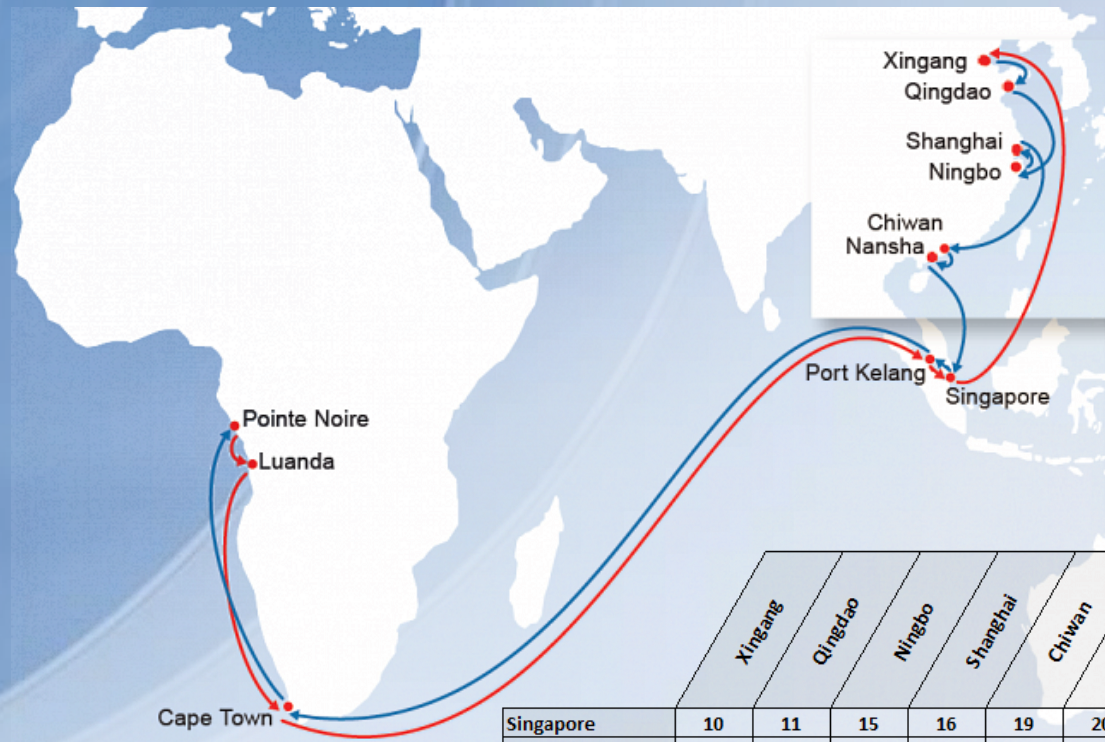 Xingang
Qingdao
Shanghai
Ningbo
Chiwan
Nansha
Port Kelang
Singapore
Pointe Noire
Luanda
Cape Town
Xingang Qingdao Ningbo Shanghai Chiwan
Singapore 10 11 15 16 19 20